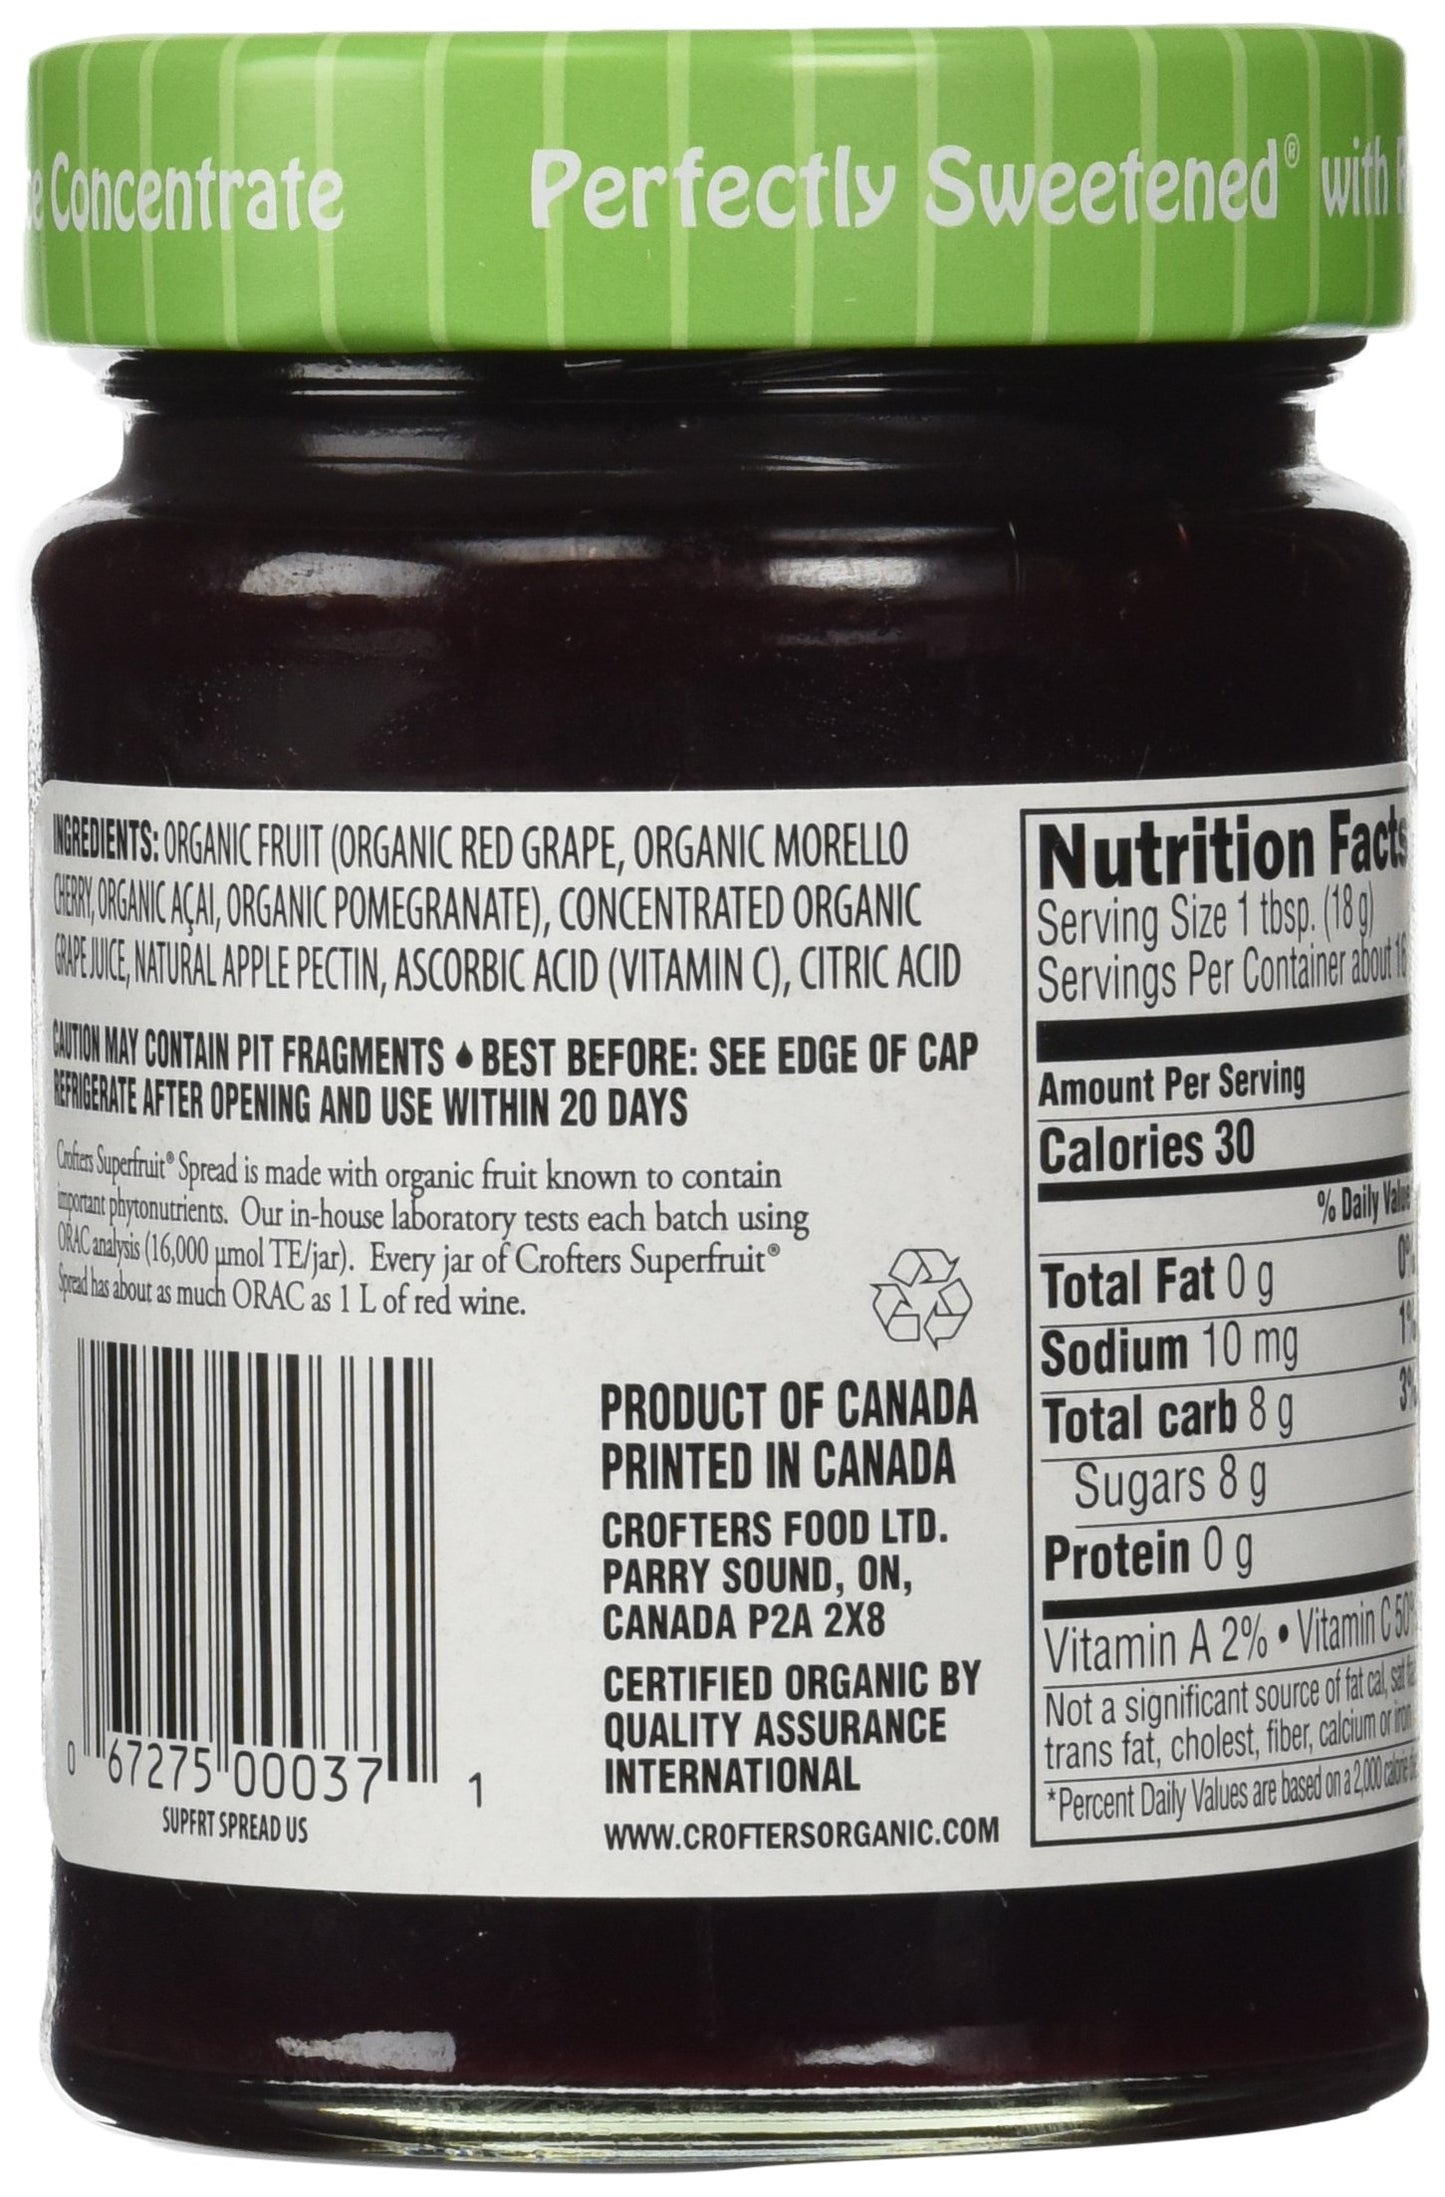 Concentrate
Perfectly Sweetened® with
INGREDIENTS: ORGANIC FRUIT (ORGANIC RED GRAPE, ORGANIC MORELLO
CHERRY, ORGANIC AÇAI, ORGANIC POMEGRANATE), CONCENTRATED ORGANIC
GRAPE JUICE, NATURAL APPLE PECTIN, ASCORBIC ACID (VITAMIN C), CITRIC ACID
CAUTION MAY CONTAIN PIT FRAGMENTS BEST BEFORE: SEE EDGE OF CAP
REFRIGERATE AFTER OPENING AND USE WITHIN 20 DAYS
Crofters Superfruit® Spread is made with organic fruit known to contain
important phytonutrients. Our in-house laboratory tests each batch using
ORAC analysis (16,000 µmol TE/jar). Every jar of Crofters Superfruit®
Spread has about as much ORAC as 1 L of red wine.
0 67275 00037 1
SUPFRT SPREAD US
PRODUCT OF CANADA
PRINTED IN CANADA
CROFTERS FOOD LTD.
PARRY SOUND, ON,
CANADA P2A 2X8
CERTIFIED ORGANIC BY
QUALITY ASSURANCE
INTERNATIONAL
WWW.CROFTERSORGANIC.COM
Nutrition Facts
Serving Size 1 tbsp. (18 g)
Servings Per Container about 16
Amount Per Serving
Calories 30
% Daily Value
Total Fat 0 g 0%
Sodium 10 mg 1%
Total carb 8 g 3%
Sugars 8 g
Protein 0 g
Vitamin A 2% • Vitamin C 50%
Not a significant source of fat cal, sat fat,
trans fat, cholest, fiber, calcium or iron
*Percent Daily Values are based on a 2,000 calorie